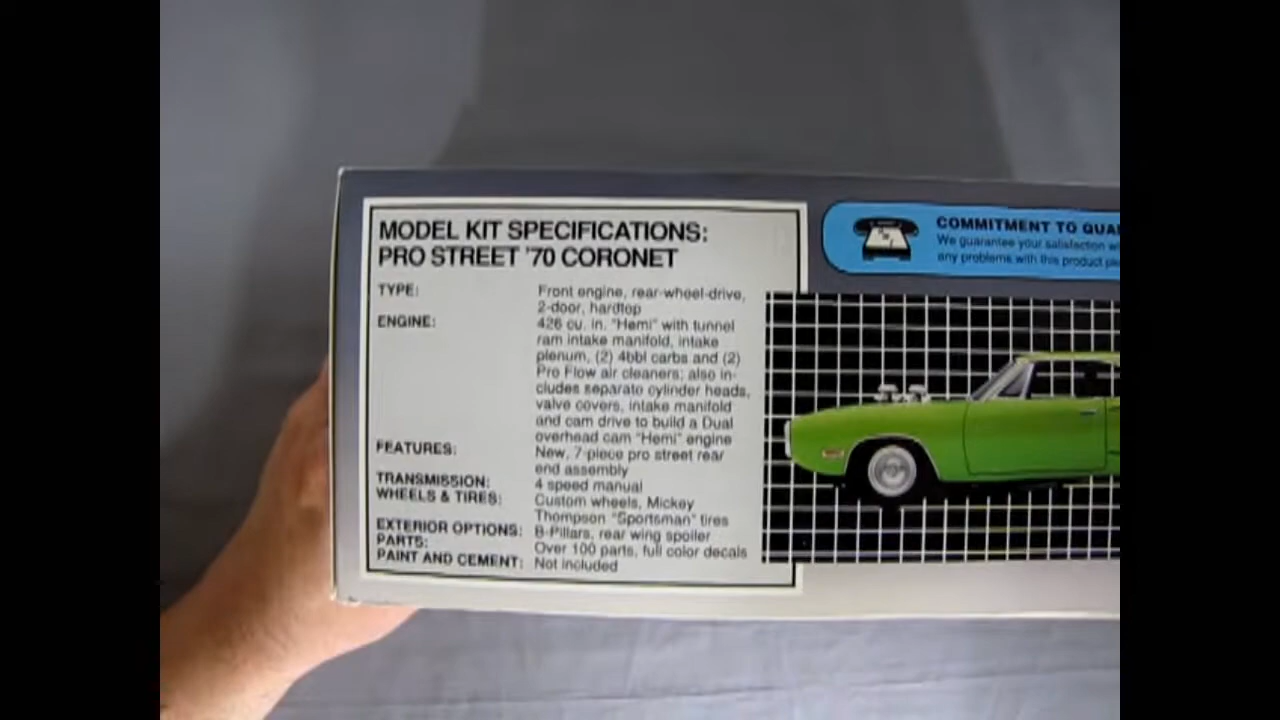 MODEL KIT SPECIFICATIONS:
PRO STREET '70 CORONET
TYPE: Front engine, rear-wheel-drive,
2-door, hardtop
ENGINE: 426 cu. in. "Hemi" with tunnel
ram intake manifold, intake
plenum, (2) 4bbl carbs and (2)
Pro Flow air cleaners; also in-
cludes separate cylinder heads,
valve covers, intake manifold
and cam drive to build a Dual
overhead cam "Hemi" engine
FEATURES: New, 7-piece pro street rear
end assembly
TRANSMISSION: 4 speed manual
WHEELS & TIRES: Custom wheels, Mickey
Thompson "Sportsman" tires
EXTERIOR OPTIONS: B-Pillars, rear wing spoiler
PARTS: Over 100 parts, full color decals
PAINT AND CEMENT: Not included
COMMITMENT TO QUA
We guarantee your satisfaction
any problems with this product